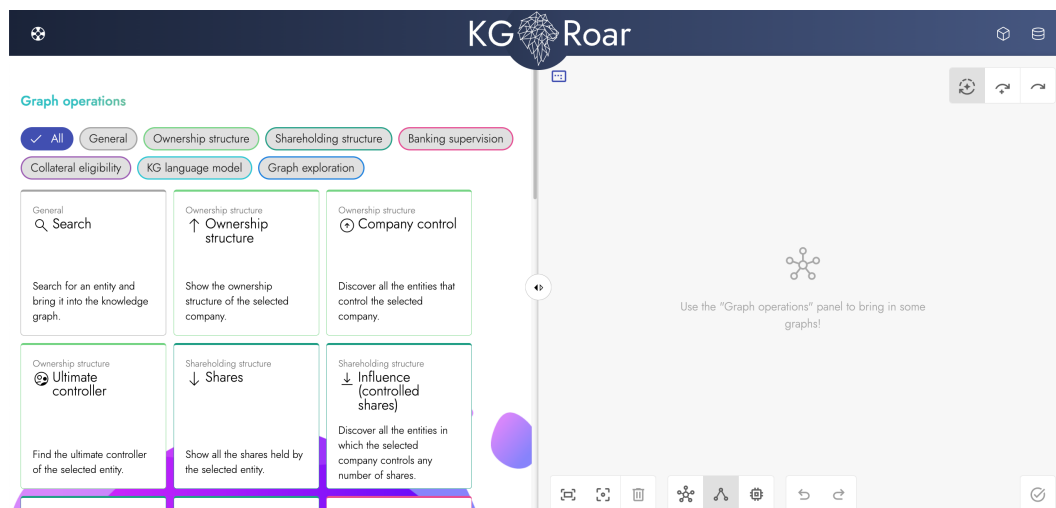 KG Roar
Graph operations
All
General
Ownership structure
Shareholding structure
Banking supervision
Collateral eligibility
KG language model
Graph exploration
General
Search
Search for an entity and
bring it into the knowledge
graph.
Ownership structure
Ownership
structure
Show the ownership
structure of the selected
company.
Ownership structure
Company control
Discover all the entities that
control the selected
company.
Ownership structure
Ultimate
controller
Find the ultimate controller
of the selected entity.
Shareholding structure
Shares
Show all the shares held by
the selected entity.
Shareholding structure
Influence
(controlled
shares)
Discover all the entities in
which the selected
company controls any
number of shares.
Use the "Graph operations" panel to bring in some
graphs!